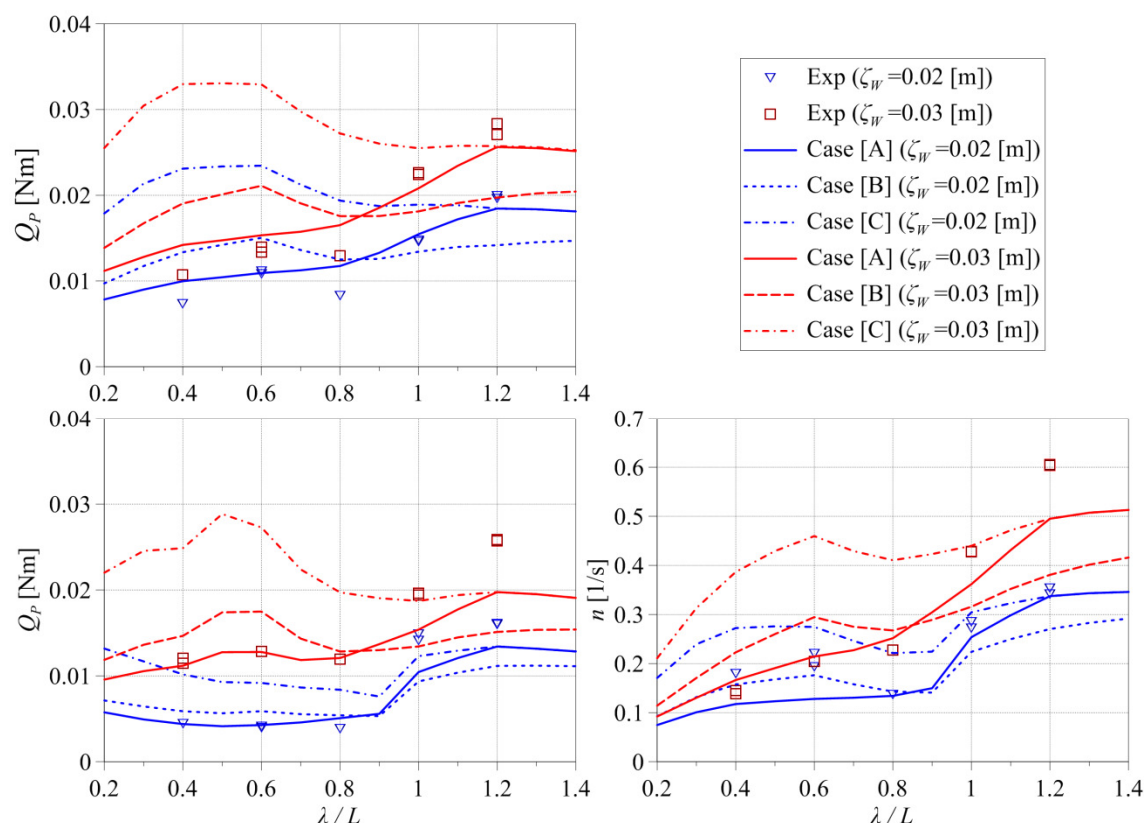 0.04
0.03
0.02
0.01
0
Q_P [Nm]
0.2 0.4 0.6 0.8 1 1.2 1.4
Exp (ζ_W=0.02 [m])
Exp (ζ_W=0.03 [m])
Case [A] (ζ_W=0.02 [m])
Case [B] (ζ_W=0.02 [m])
Case [C] (ζ_W=0.02 [m])
Case [A] (ζ_W=0.03 [m])
Case [B] (ζ_W=0.03 [m])
Case [C] (ζ_W=0.03 [m])
0.04
0.03
0.02
0.01
0
Q_P [Nm]
0.2 0.4 0.6 0.8 1 1.2 1.4
λ / L
0.7
0.6
0.5
0.4
0.3
0.2
0.1
0
n [1/s]
0.2 0.4 0.6 0.8 1 1.2 1.4
λ / L